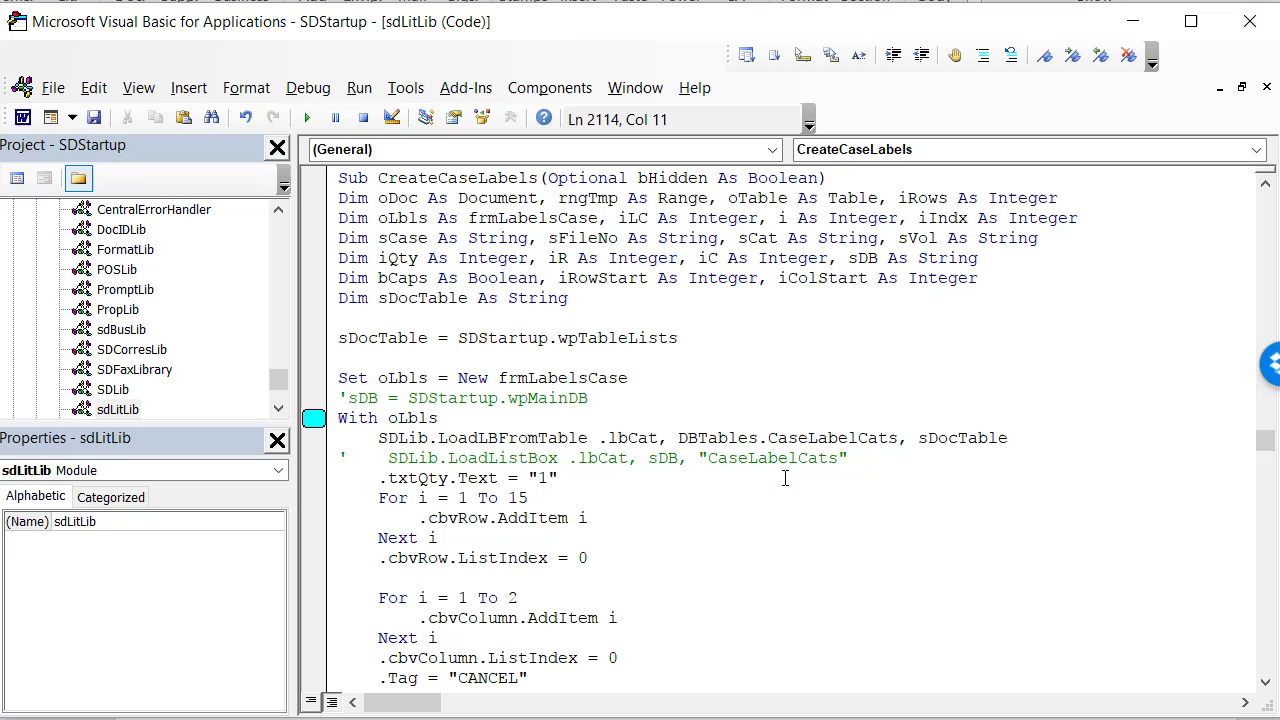 Microsoft Visual Basic for Applications - SDStartup - [sdLitLib (Code)]
File Edit View Insert Format Debug Run Tools Add-Ins Components Window Help
Ln 2114, Col 11
Project - SDStartup
(General)
CreateCaseLabels
CentralErrorHandler
DocIDLib
FormatLib
POSLib
PromptLib
PropLib
sdBusLib
SDCorresLib
SDFaxLibrary
SDLib
sdLitLib
Properties - sdLitLib
sdLitLib Module
Alphabetic Categorized
(Name) sdLitLib
Sub CreateCaseLabels(Optional bHidden As Boolean)
Dim oDoc As Document, rngTmp As Range, oTable As Table, iRows As Integer
Dim oLbls As frmLabelsCase, iLC As Integer, i As Integer, iIndx As Integer
Dim sCase As String, sFileNo As String, sCat As String, sVol As String
Dim iQty As Integer, iR As Integer, iC As Integer, sDB As String
Dim bCaps As Boolean, iRowStart As Integer, iColStart As Integer
Dim sDocTable As String
sDocTable = SDStartup.wpTableLists
Set oLbls = New frmLabelsCase
'sDB = SDStartup.wpMainDB
With oLbls
SDLib.LoadLBFromTable .lbCat, DBTables.CaseLabelCats, sDocTable
' SDLib.LoadListBox .lbCat, sDB, "CaseLabelCats"
.txtQty.Text = "1"
For i = 1 To 15
.cbvRow.AddItem i
Next i
.cbvRow.ListIndex = 0
For i = 1 To 2
.cbvColumn.AddItem i
Next i
.cbvColumn.ListIndex = 0
.Tag = "CANCEL"